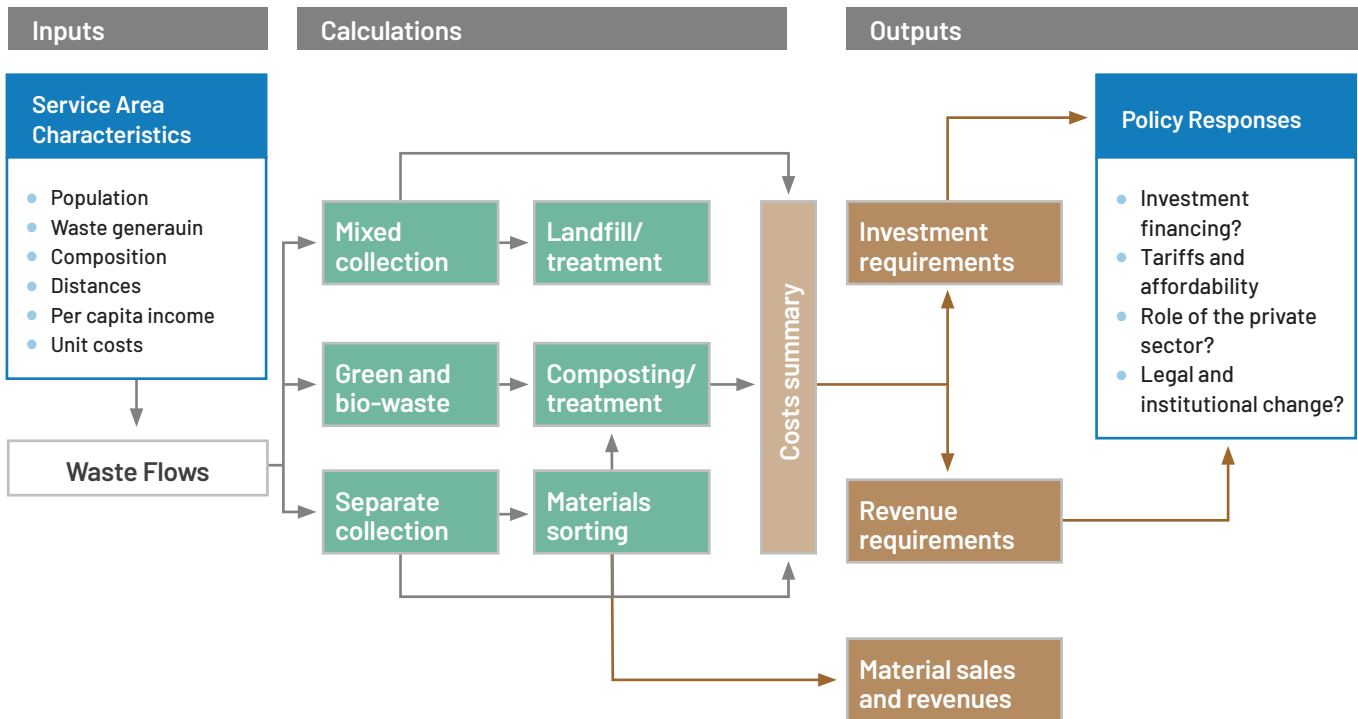 Inputs
Calculations
Outputs
Service Area
Characteristics
Population
Waste generauin
Composition
Distances
Per capita income
Unit costs
Waste Flows
Mixed
collection
Landfill/
treatment
Green and
bio-waste
Composting/
treatment
Separate
collection
Materials
sorting
Costs summary
Investment
requirements
Revenue
requirements
Material sales
and revenues
Policy Responses
Investment
financing?
Tariffs and
affordability
Role of the private
sector?
Legal and
institutional change?